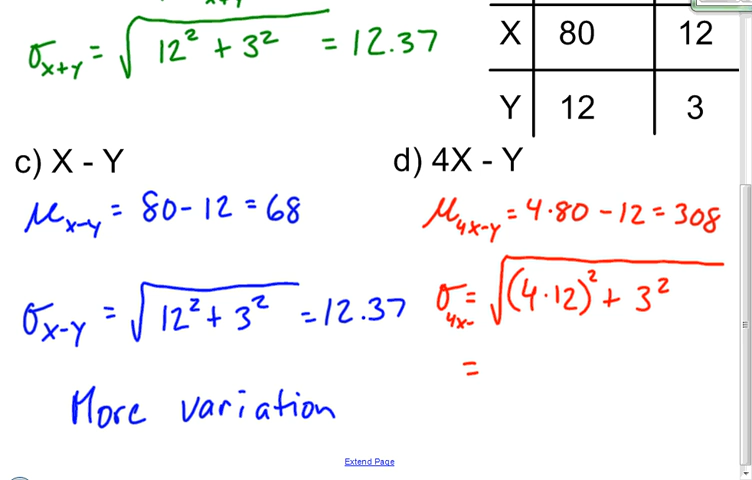 σx+y = √12² + 3² = 12.37
X 80 12
Y 12 3
c) X - Y
μx-y = 80 - 12 = 68
σx-y = √12² + 3² = 12.37
More variation
d) 4X - Y
μ4x-y = 4·80 - 12 = 308
σ4x- = √(4·12)² + 3²
=
Extend Page